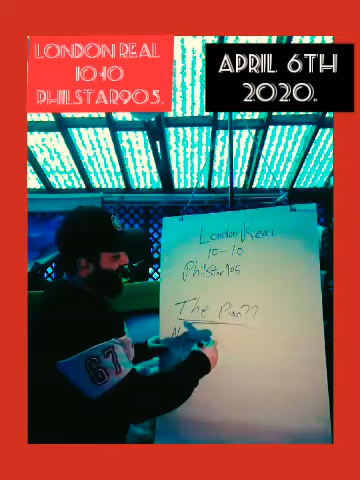 LONDON REAL
10-10
PHILSTAR905.
APRIL 6TH
2020.
London Real
10-10
PhilStar905
The Plan??
67